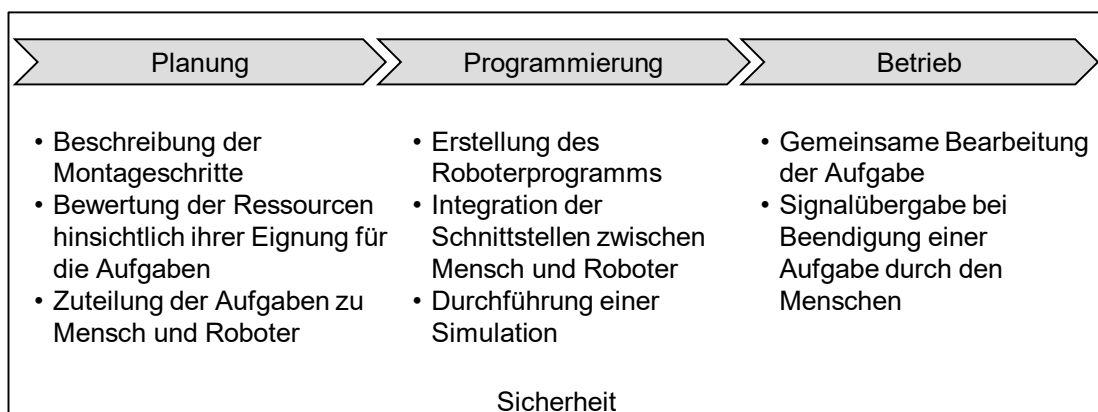 Planung
Programmierung
Betrieb
• Beschreibung der
Montageschritte
• Bewertung der Ressourcen
hinsichtlich ihrer Eignung für
die Aufgaben
• Zuteilung der Aufgaben zu
Mensch und Roboter
• Erstellung des
Roboterprogramms
• Integration der
Schnittstellen zwischen
Mensch und Roboter
• Durchführung einer
Simulation
• Gemeinsame Bearbeitung
der Aufgabe
• Signalübergabe bei
Beendigung einer
Aufgabe durch den
Menschen
Sicherheit